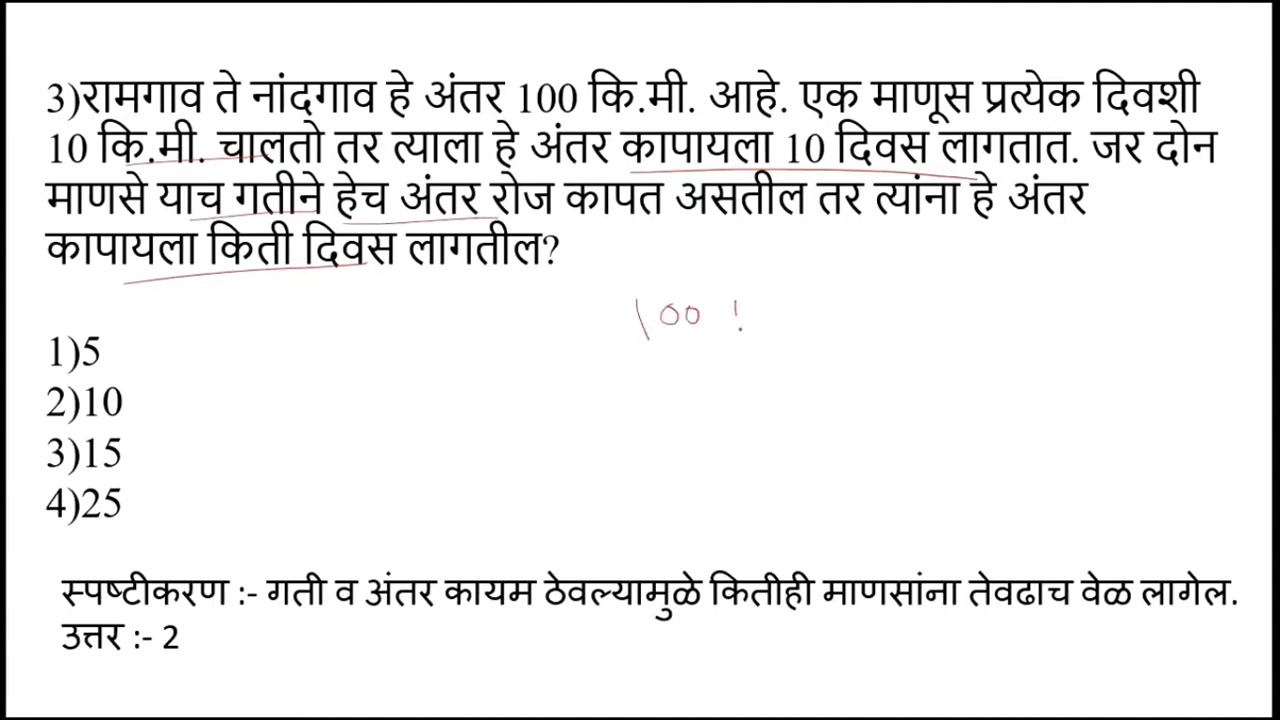 3)रामगाव ते नांदगाव हे अंतर 100 कि.मी. आहे. एक माणूस प्रत्येक दिवशी
10 कि.मी. चालतो तर त्याला हे अंतर कापायला 10 दिवस लागतात. जर दोन
माणसे याच गतीने हेच अंतर रोज कापत असतील तर त्यांना हे अंतर
कापायला किती दिवस लागतील?
100 !
1)5
2)10
3)15
4)25
स्पष्टीकरण :- गती व अंतर कायम ठेवल्यामुळे कितीही माणसांना तेवढाच वेळ लागेल.
उत्तर :- 2